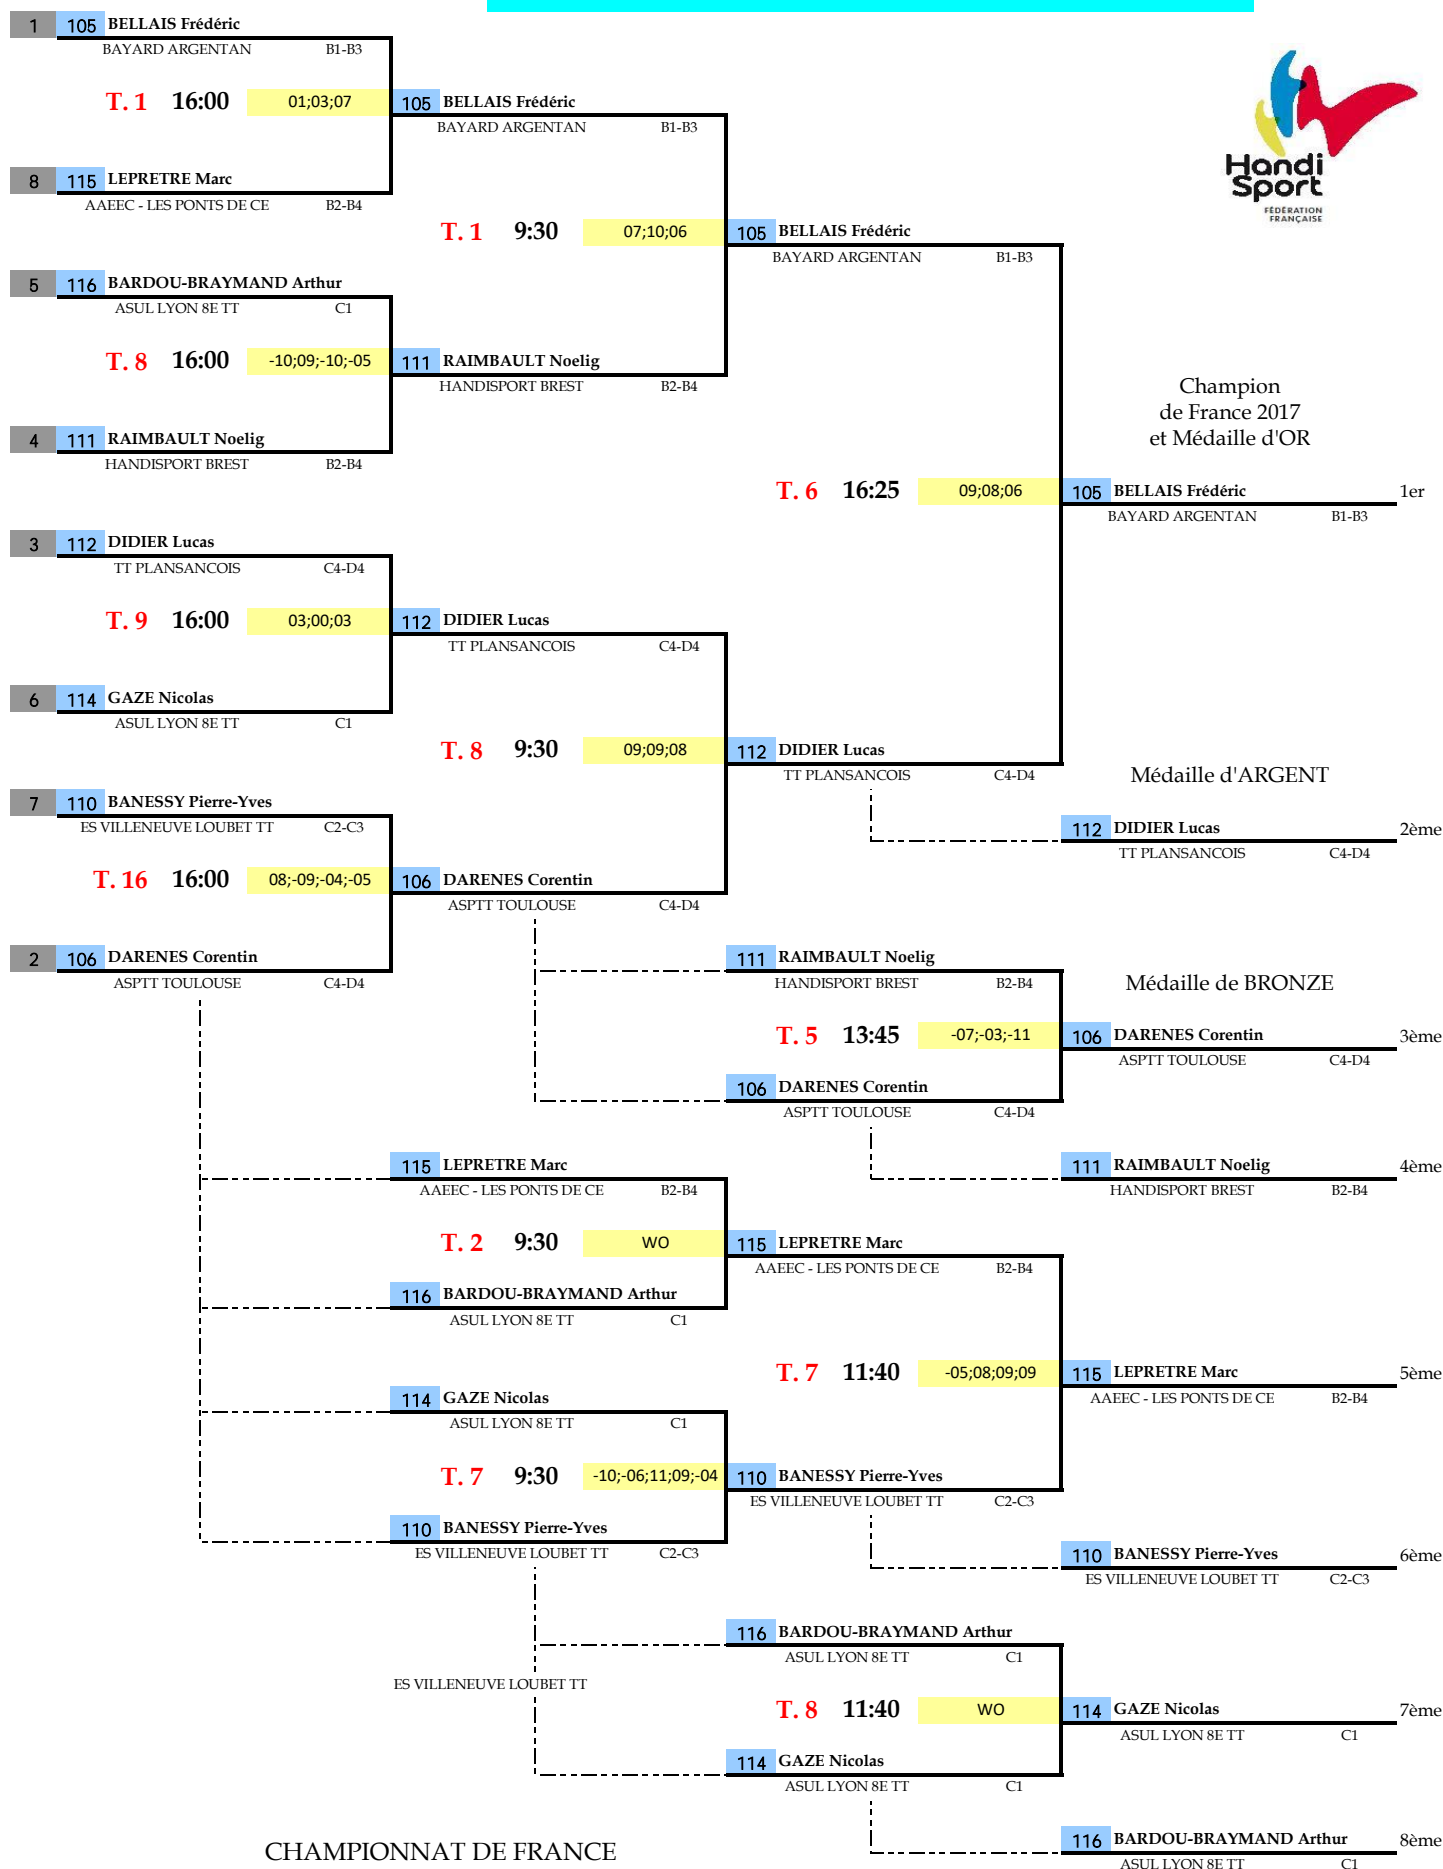 1 105 BELLAIS Frédéric
BAYARD ARGENTAN B1-B3
T. 1 16:00 01;03;07 105 BELLAIS Frédéric
BAYARD ARGENTAN B1-B3
Handi
Sport
FÉDÉRATION
FRANÇAISE
8 115 LEPRETRE Marc
AAEEC - LES PONTS DE CE B2-B4
T. 1 9:30 07;10;06 105 BELLAIS Frédéric
BAYARD ARGENTAN B1-B3
5 116 BARDOU-BRAYMAND Arthur
ASUL LYON 8E TT C1
T. 8 16:00 -10;09;-10;-05 111 RAIMBAULT Noelig
HANDISPORT BREST B2-B4
Champion
de France 2017
et Médaille d'OR
4 111 RAIMBAULT Noelig
HANDISPORT BREST B2-B4
T. 6 16:25 09;08;06 105 BELLAIS Frédéric 1er
BAYARD ARGENTAN B1-B3
3 112 DIDIER Lucas
TT PLANSANCOIS C4-D4
T. 9 16:00 03;00;03 112 DIDIER Lucas
TT PLANSANCOIS C4-D4
6 114 GAZE Nicolas
ASUL LYON 8E TT C1
T. 8 9:30 09;09;08 112 DIDIER Lucas
TT PLANSANCOIS C4-D4
Médaille d'ARGENT
7 110 BANESSY Pierre-Yves
ES VILLENEUVE LOUBET TT C2-C3
112 DIDIER Lucas 2ème
TT PLANSANCOIS C4-D4
T. 16 16:00 08;-09;-04;-05 106 DARENES Corentin
ASPTT TOULOUSE C4-D4
2 106 DARENES Corentin
ASPTT TOULOUSE C4-D4
111 RAIMBAULT Noelig
HANDISPORT BREST B2-B4
Médaille de BRONZE
T. 5 13:45 -07;-03;-11 106 DARENES Corentin 3ème
ASPTT TOULOUSE C4-D4
106 DARENES Corentin
ASPTT TOULOUSE C4-D4
115 LEPRETRE Marc
AAEEC - LES PONTS DE CE B2-B4
111 RAIMBAULT Noelig 4ème
HANDISPORT BREST B2-B4
T. 2 9:30 WO 115 LEPRETRE Marc
AAEEC - LES PONTS DE CE B2-B4
116 BARDOU-BRAYMAND Arthur
ASUL LYON 8E TT C1
T. 7 11:40 -05;08;09;09 115 LEPRETRE Marc 5ème
AAEEC - LES PONTS DE CE B2-B4
114 GAZE Nicolas
ASUL LYON 8E TT C1
T. 7 9:30 -10;-06;11;09;-04 110 BANESSY Pierre-Yves
ES VILLENEUVE LOUBET TT C2-C3
110 BANESSY Pierre-Yves
ES VILLENEUVE LOUBET TT C2-C3
110 BANESSY Pierre-Yves 6ème
ES VILLENEUVE LOUBET TT C2-C3
116 BARDOU-BRAYMAND Arthur
ASUL LYON 8E TT C1
ES VILLENEUVE LOUBET TT
T. 8 11:40 WO 114 GAZE Nicolas 7ème
ASUL LYON 8E TT C1
114 GAZE Nicolas
ASUL LYON 8E TT C1
CHAMPIONNAT DE FRANCE
116 BARDOU-BRAYMAND Arthur 8ème
ASUL LYON 8E TT C1